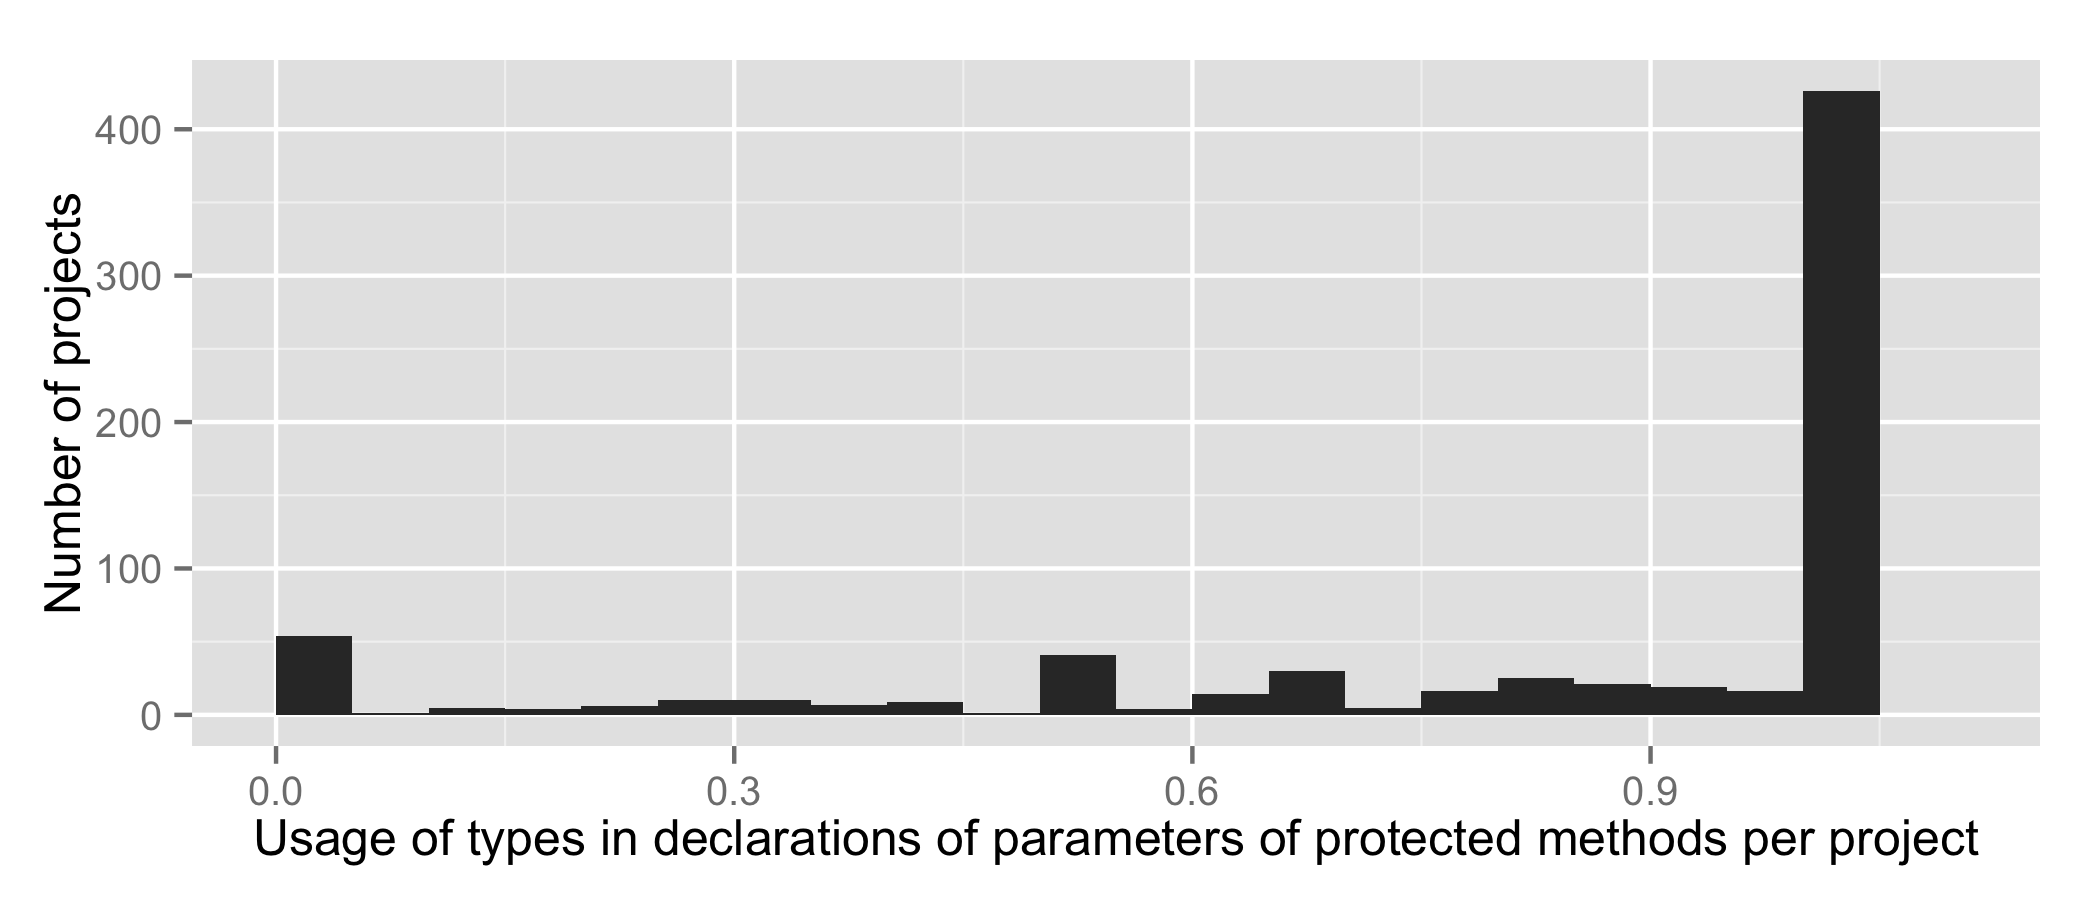 Number of projects
400
300
200
100
0
0.0 0.3 0.6 0.9
Usage of types in declarations of parameters of protected methods per project